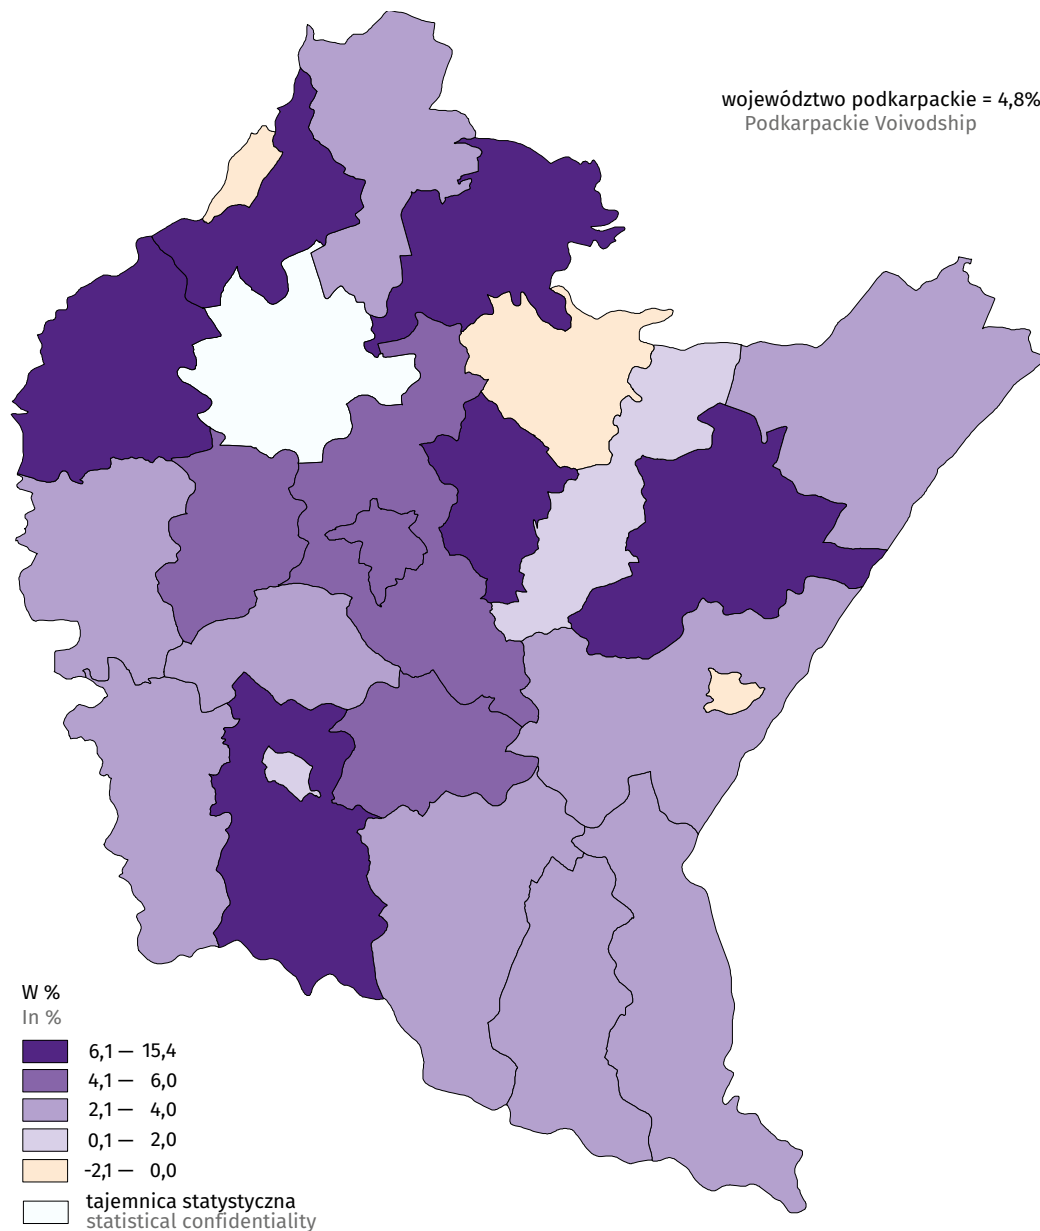 województwo podkarpackie = 4,8%
Podkarpackie Voivodship
W %
In %
6,1 — 15,4
4,1 — 6,0
2,1 — 4,0
0,1 — 2,0
-2,1 — 0,0
tajemnica statystyczna
statistical confidentiality